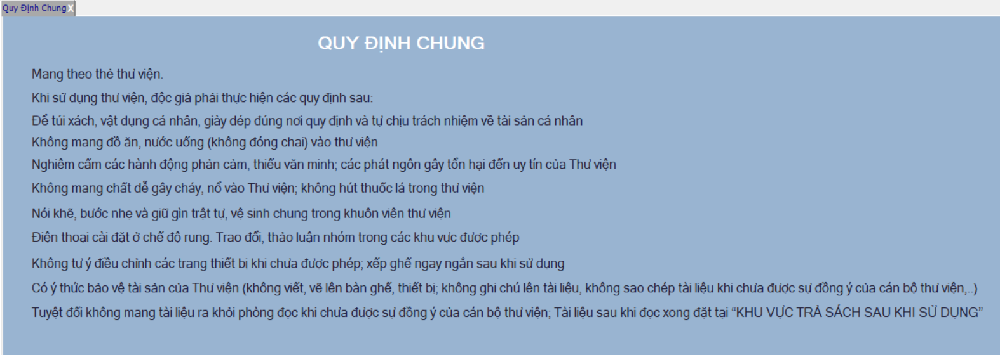 Quy Định Chung X
QUY ĐỊNH CHUNG
Mang theo thẻ thư viện.
Khi sử dụng thư viện, độc giả phải thực hiện các quy định sau:
Để túi xách, vật dụng cá nhân, giày dép đúng nơi quy định và tự chịu trách nhiệm về tài sản cá nhân
Không mang đồ ăn, nước uống (không đóng chai) vào thư viện
Nghiêm cấm các hành động phản cảm, thiếu văn minh; các phát ngôn gây tổn hại đến uy tín của Thư viện
Không mang chất dễ gây cháy, nổ vào Thư viện; không hút thuốc lá trong thư viện
Nói khẽ, bước nhẹ và giữ gìn trật tự, vệ sinh chung trong khuôn viên thư viện
Điện thoại cài đặt ở chế độ rung. Trao đổi, thảo luận nhóm trong các khu vực được phép
Không tự ý điều chỉnh các trang thiết bị khi chưa được phép; xếp ghế ngay ngắn sau khi sử dụng
Có ý thức bảo vệ tài sản của Thư viện (không viết, vẽ lên bàn ghế, thiết bị; không ghi chú lên tài liệu, không sao chép tài liệu khi chưa được sự đồng ý của cán bộ thư viện,..)
Tuyệt đối không mang tài liệu ra khỏi phòng đọc khi chưa được sự đồng ý của cán bộ thư viện; Tài liệu sau khi đọc xong đặt tại “KHU VỰC TRẢ SÁCH SAU KHI SỬ DỤNG”